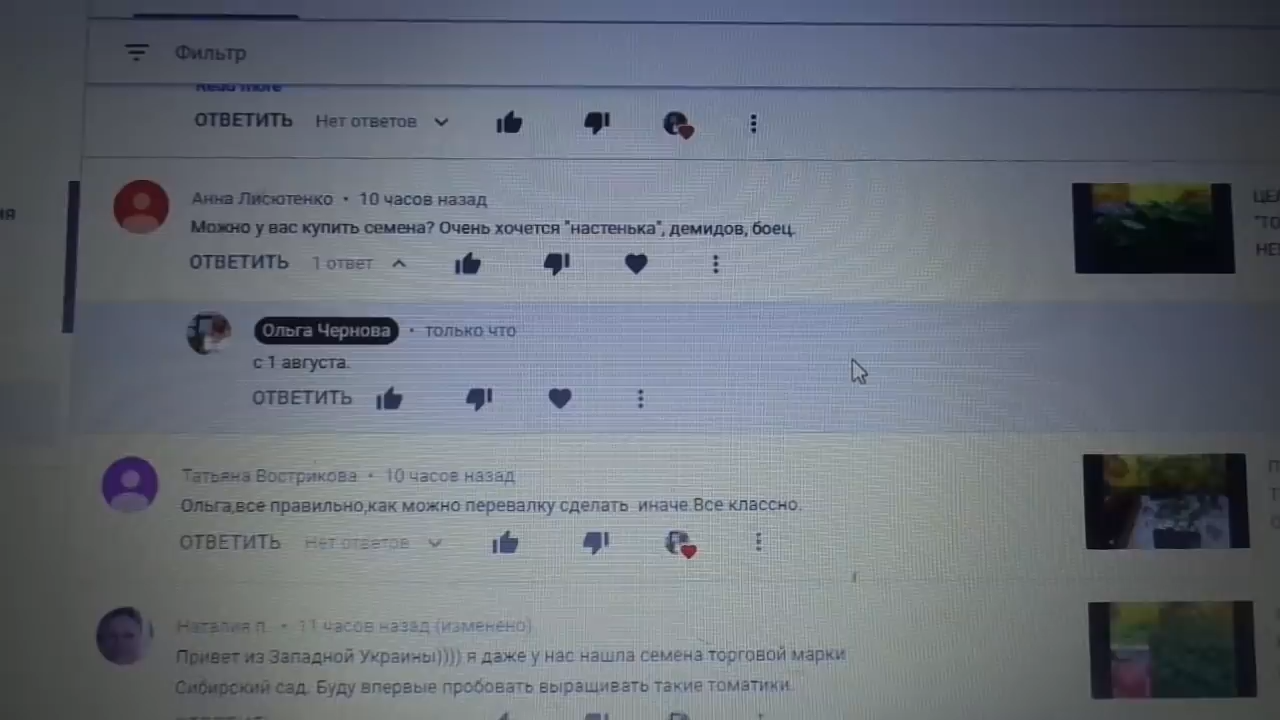 Фильтр
Read more
ОТВЕТИТЬ Нет ответов
Анна Лисютенко • 10 часов назад
Можно у вас купить семена? Очень хочется "настенька", демидов, боец.
ОТВЕТИТЬ 1 ответ
Ольга Чернова • только что
с 1 августа.
ОТВЕТИТЬ
Татьяна Вострикова • 10 часов назад
Ольга,все правильно,как можно перевалку сделать иначе.Все классно.
ОТВЕТИТЬ Нет ответов
Наталия п. • 11 часов назад (изменено)
Привет из Западной Украины)))) я даже у нас нашла семена торговой марки
Сибирский сад. Буду впервые пробовать выращивать такие томатики.